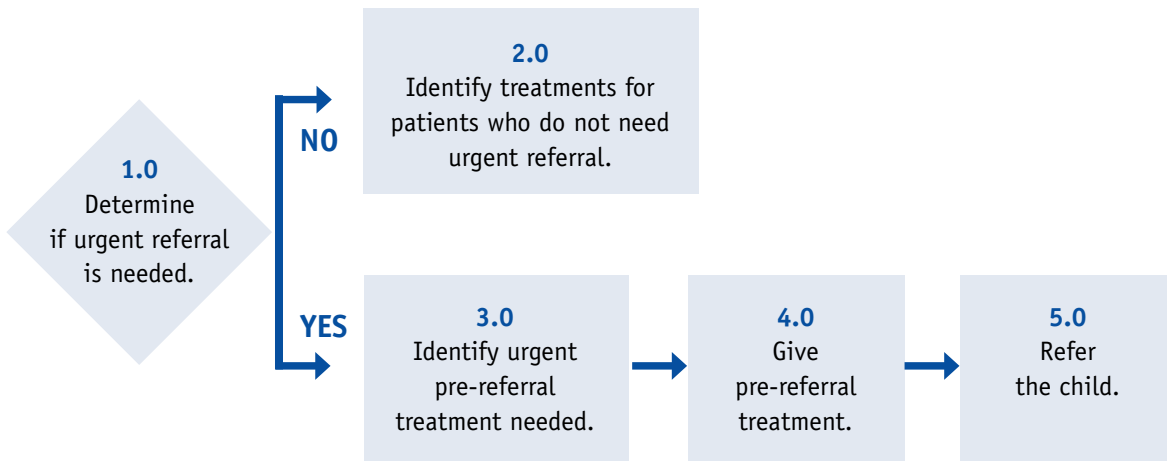 1.0
Determine
if urgent referral
is needed.
NO
2.0
Identify treatments for
patients who do not need
urgent referral.
YES
3.0
Identify urgent
pre-referral
treatment needed.
4.0
Give
pre-referral
treatment.
5.0
Refer
the child.